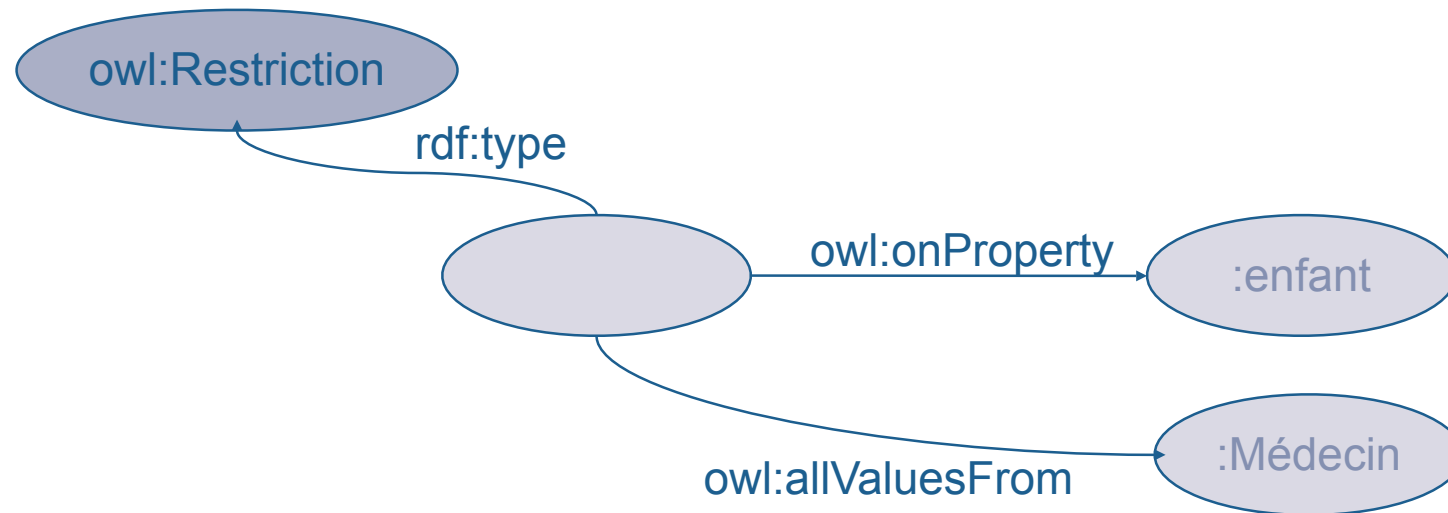 owl:Restriction
rdf:type
owl:onProperty
:enfant
:Médecin
owl:allValuesFrom